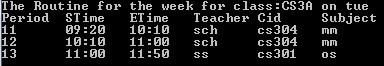 The Routine for the week for class:CS3A on tue
Period STime ETime Teacher Cid Subject
11 09:20 10:10 sch cs304 mm
12 10:10 11:00 sch cs304 mm
13 11:00 11:50 ss cs301 os